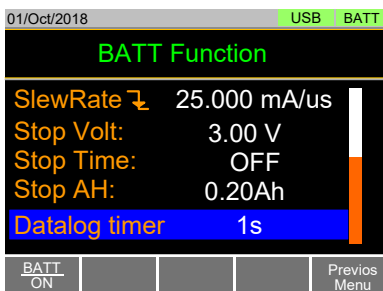 01/Oct/2018 USB BATT
BATT Function
SlewRate 25.000 mA/us
Stop Volt: 3.00 V
Stop Time: OFF
Stop AH: 0.20Ah
Datalog timer 1s
BATT
ON
Previos
Menu